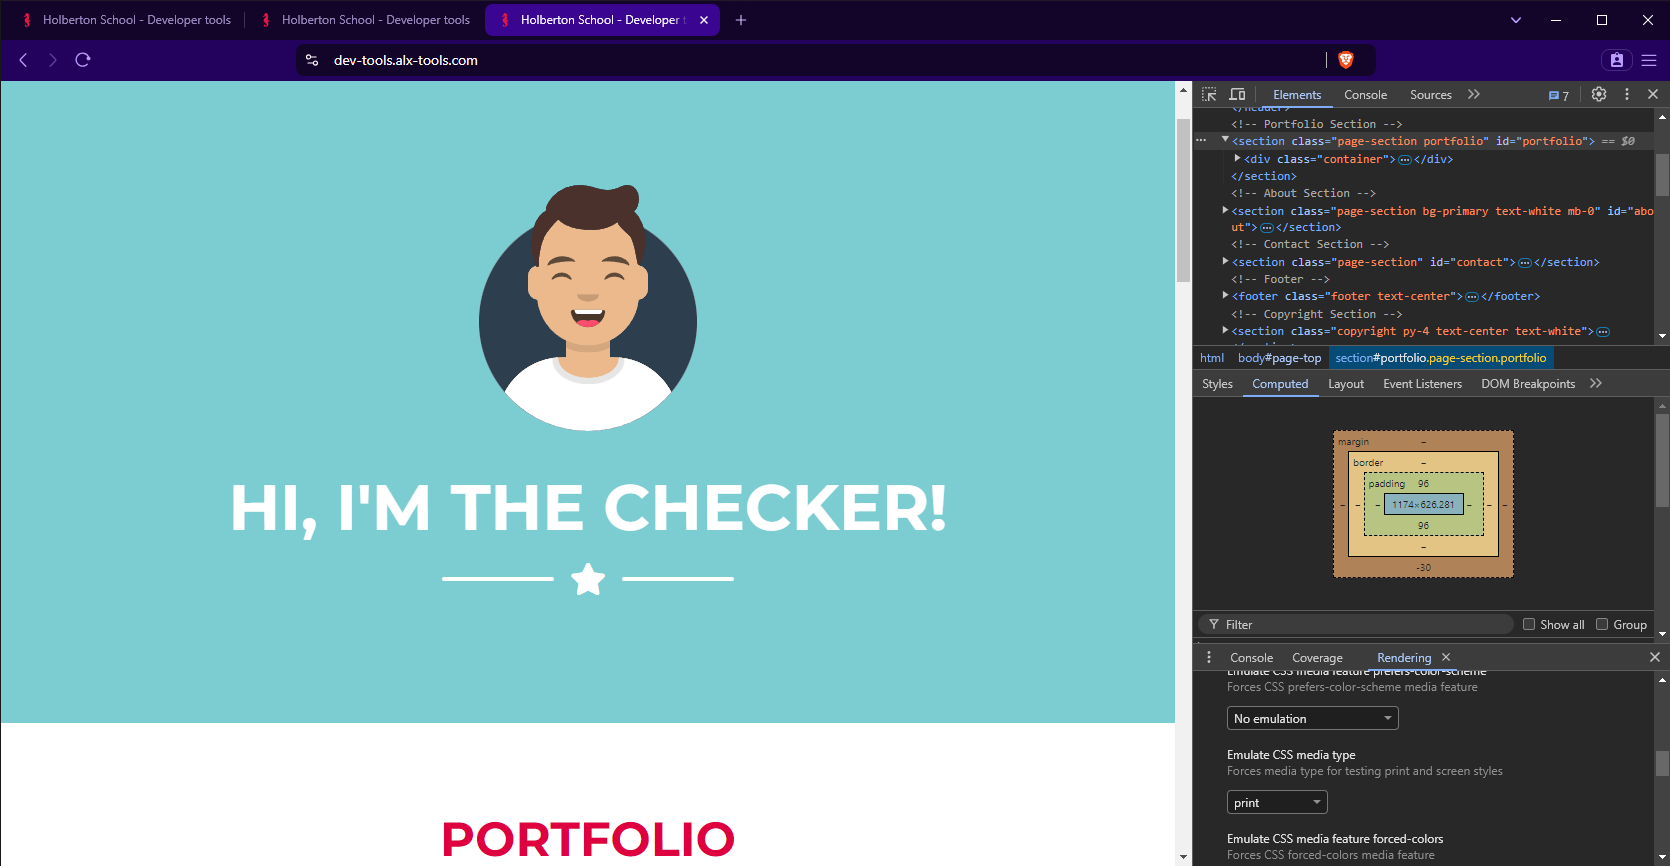 Holberton School - Developer tools
Holberton School - Developer tools
Holberton School - Developer t
dev-tools.alx-tools.com
HI, I'M THE CHECKER!
PORTFOLIO
Elements Console Sources 7
</header>
<!-- Portfolio Section -->
<section class="page-section portfolio" id="portfolio"> == $0
<div class="container"> … </div>
</section>
<!-- About Section -->
<section class="page-section bg-primary text-white mb-0" id="abo
ut"> … </section>
<!-- Contact Section -->
<section class="page-section" id="contact"> … </section>
<!-- Footer -->
<footer class="footer text-center"> … </footer>
<!-- Copyright Section -->
<section class="copyright py-4 text-center text-white"> …
html body#page-top section#portfolio.page-section.portfolio
Styles Computed Layout Event Listeners DOM Breakpoints
margin –
border –
padding 96
– – – 1174×626.281 – – –
96
–
-30
Filter Show all Group
Console Coverage Rendering
Emulate CSS media feature prefers-color-scheme
Forces CSS prefers-color-scheme media feature
No emulation
Emulate CSS media type
Forces media type for testing print and screen styles
print
Emulate CSS media feature forced-colors
Forces CSS forced-colors media feature